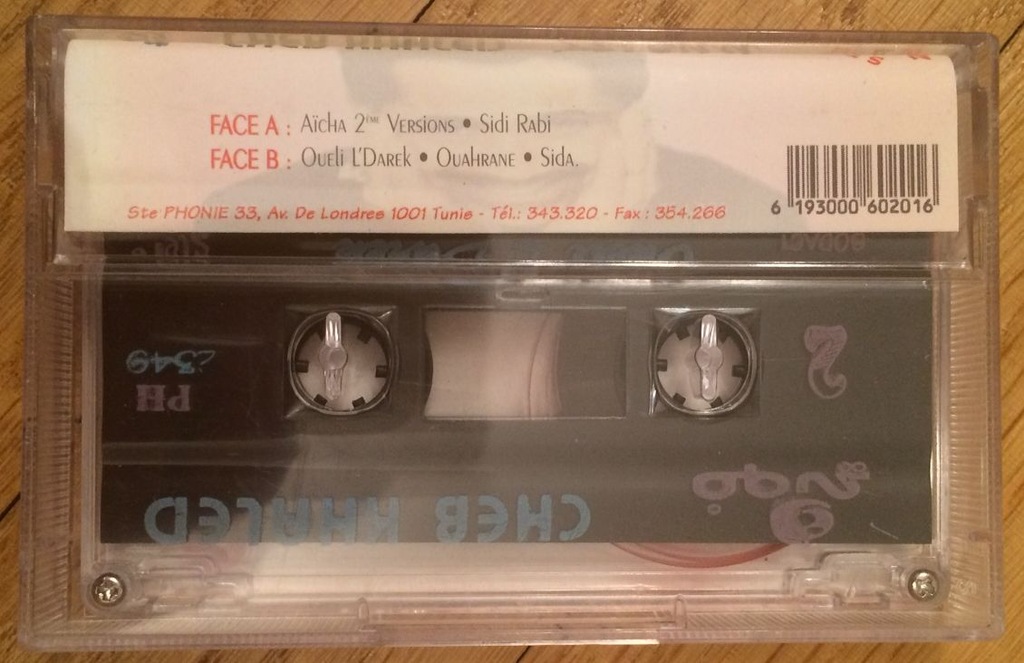 FACE A : AÏCHA 2ÈME VERSIONS • SIDI RABI
FACE B : OUELI L'DAREK • OUAHRANE • SIDA.
Ste PHONIE 33, Av. De Londres 1001 Tunis - Tél.: 343.320 - Fax : 354.266
6 193000 602016
2
PH
CHEB KHALED